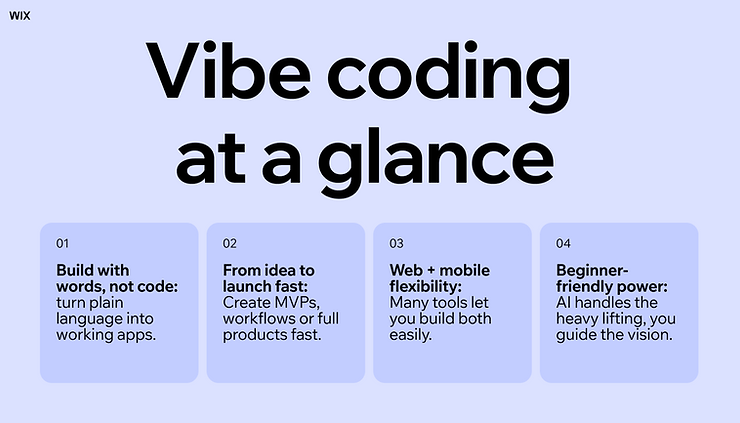 WIX
Vibe coding
at a glance
01
Build with
words, not code:
turn plain
language into
working apps.
02
From idea to
launch fast:
Create MVPs,
workflows or full
products fast.
03
Web + mobile
flexibility:
Many tools let
you build both
easily.
04
Beginner-
friendly power:
AI handles the
heavy lifting, you
guide the vision.